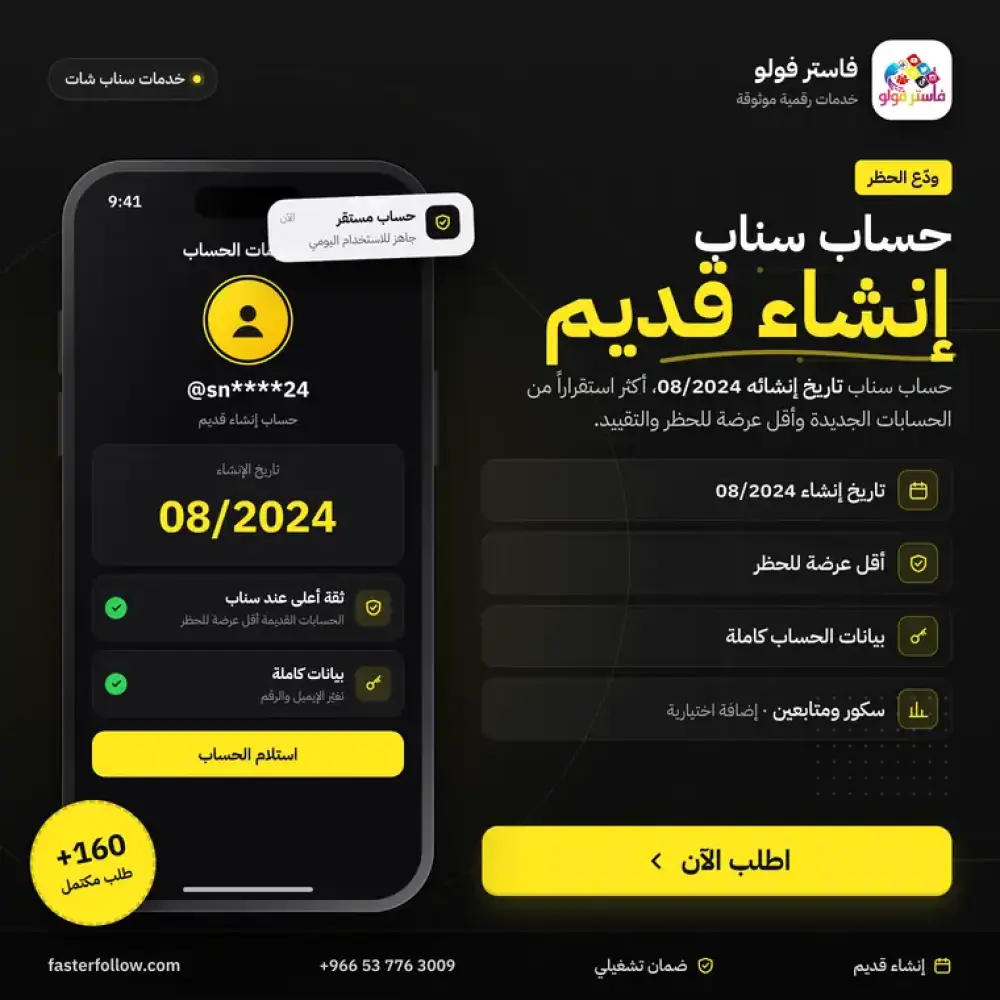 فاستر فولو
فاستر فولو
خدمات رقمية موثوقة
خدمات سناب شات
ودّع الحظر
حساب سناب
إنشاء قديم
حساب سناب تاريخ إنشائه 08/2024، أكثر استقراراً من
الحسابات الجديدة وأقل عرضة للحظر والتقييد.
تاريخ إنشاء 08/2024
أقل عرضة للحظر
بيانات الحساب كاملة
سكور ومتابعين · إضافة اختيارية
اطلب الآن
9:41
حساب مستقر
الآن
جاهز للاستخدام اليومي
الحساب
@sn****24
حساب إنشاء قديم
تاريخ الإنشاء
08/2024
ثقة أعلى عند سناب
الحسابات القديمة أقل عرضة للحظر
بيانات كاملة
تغيّر الإيميل والرقم
استلام الحساب
+160
طلب مكتمل
إنشاء قديم
ضمان تشغيلي
+966 53 776 3009
fasterfollow.com